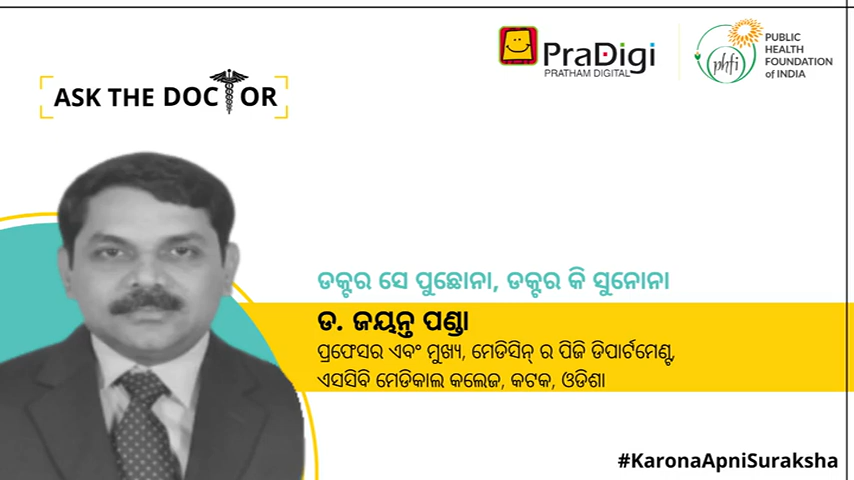 PraDigi
PRATHAM DIGITAL
phfi
PUBLIC
HEALTH
FOUNDATION
of INDIA
ASK THE DOCTOR
ଡକ୍ଟର ସେ ପୁଛୋନା, ଡକ୍ଟର କି ସୁନୋନା
ଡ. ଜୟନ୍ତ ପଣ୍ଡା
ପ୍ରଫେସର ଏବଂ ମୁଖ୍ୟ, ମେଡିସିନ୍ ର ପିଜି ଡିପାର୍ଟମେଣ୍ଟ,
ଏସସିବି ମେଡିକାଲ କଲେଜ, କଟକ, ଓଡିଶା
#KaronaApniSuraksha